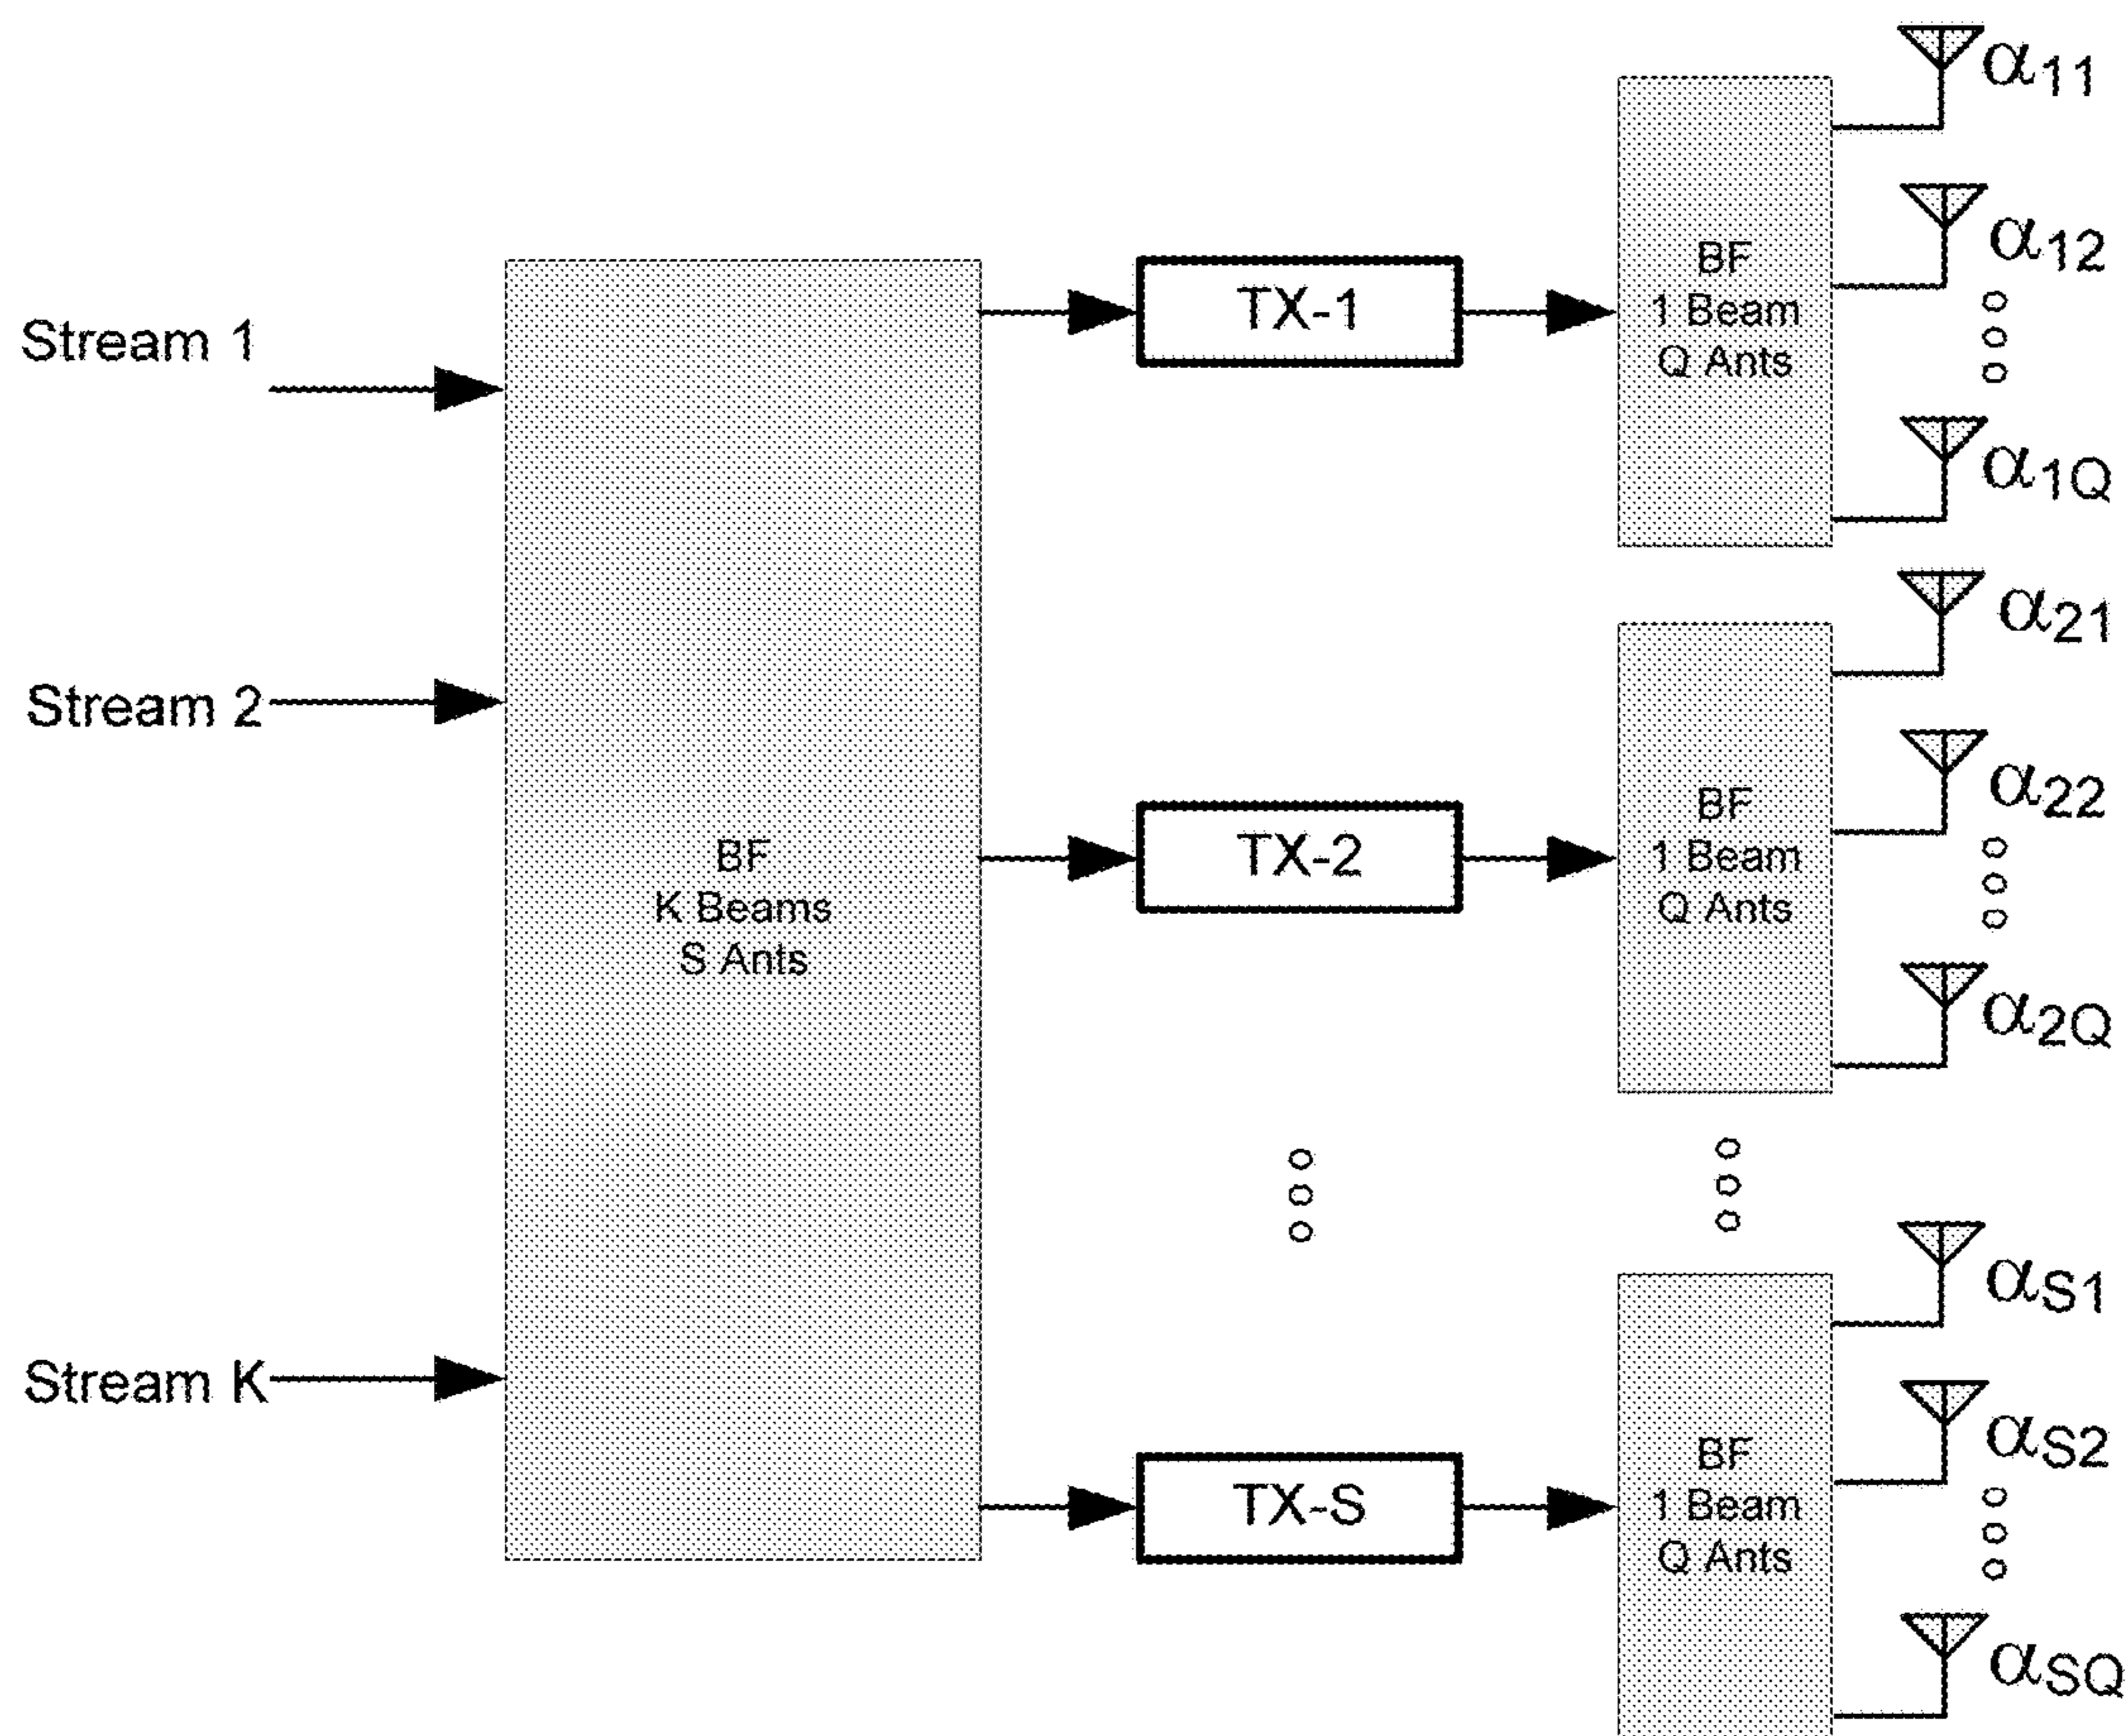 Stream 1
Stream 2
Stream K
BF
K Beams
S Ants
TX-1
TX-2
TX-S
BF
1 Beam
Q Ants
BF
1 Beam
Q Ants
BF
1 Beam
Q Ants
α11
α12
α1Q
α21
α22
α2Q
αS1
αS2
αSQ